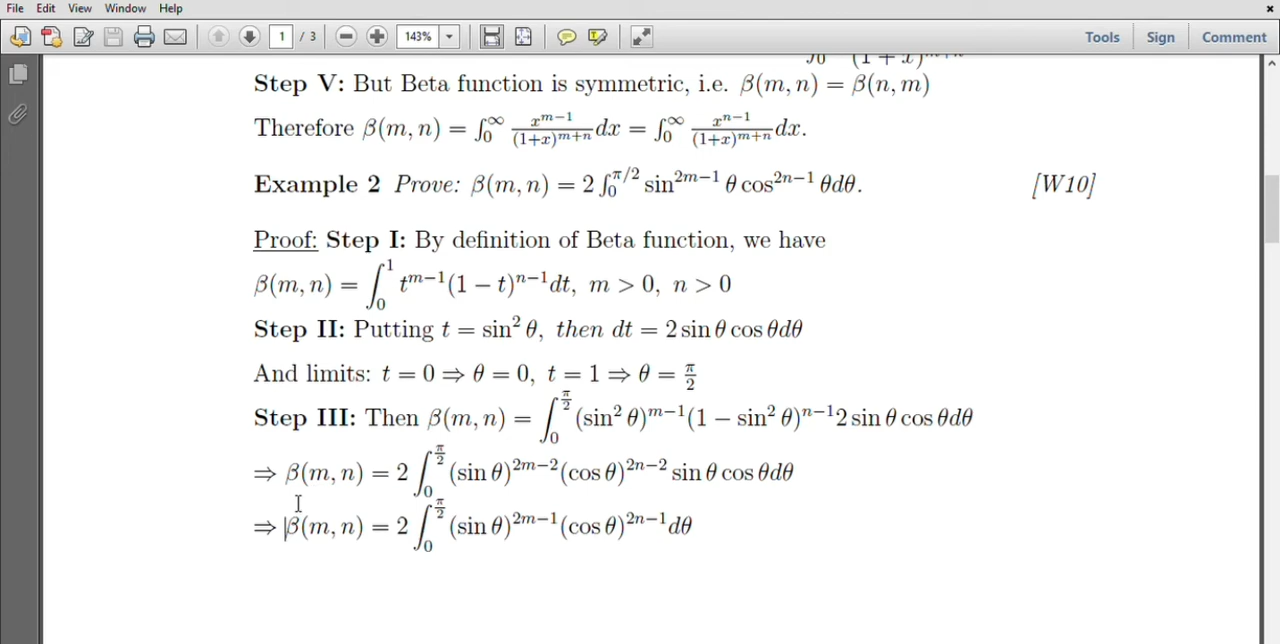 File Edit View Window Help
1 / 3 143% Tools Sign Comment
Step V: But Beta function is symmetric, i.e. β(m, n) = β(n, m)
Therefore β(m, n) = ∫₀^∞ x^{m−1}/(1+x)^{m+n} dx = ∫₀^∞ x^{n−1}/(1+x)^{m+n} dx.
Example 2 Prove: β(m, n) = 2 ∫₀^{π/2} sin^{2m−1} θ cos^{2n−1} θdθ. [W10]
Proof: Step I: By definition of Beta function, we have
β(m, n) = ∫₀^1 t^{m−1}(1 − t)^{n−1}dt, m > 0, n > 0
Step II: Putting t = sin² θ, then dt = 2 sin θ cos θdθ
And limits: t = 0 ⇒ θ = 0, t = 1 ⇒ θ = π/2
Step III: Then β(m, n) = ∫₀^{π/2} (sin² θ)^{m−1}(1 − sin² θ)^{n−1}2 sin θ cos θdθ
⇒ β(m, n) = 2 ∫₀^{π/2} (sin θ)^{2m−2}(cos θ)^{2n−2} sin θ cos θdθ
⇒ β(m, n) = 2 ∫₀^{π/2} (sin θ)^{2m−1}(cos θ)^{2n−1}dθ